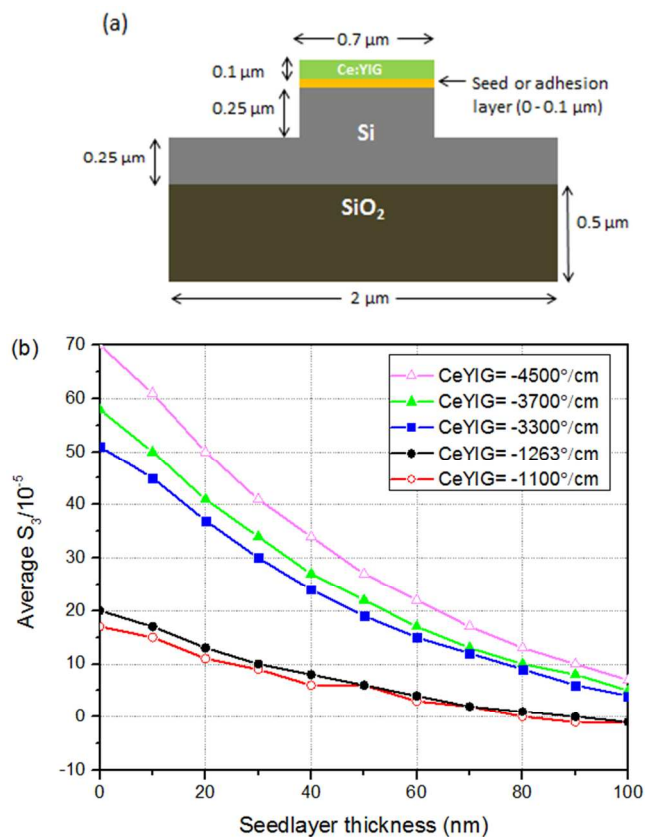 (a)
0.7 µm
0.1 µm
Ce:YIG
Seed or adhesion
layer (0 - 0.1 µm)
0.25 µm
Si
0.25 µm
SiO2
0.5 µm
2 µm
(b)
70
60
50
40
30
20
10
0
-10
Average S3/10-5
CeYIG= -4500°/cm
CeYIG= -3700°/cm
CeYIG= -3300°/cm
CeYIG= -1263°/cm
CeYIG= -1100°/cm
0 20 40 60 80 100
Seedlayer thickness (nm)